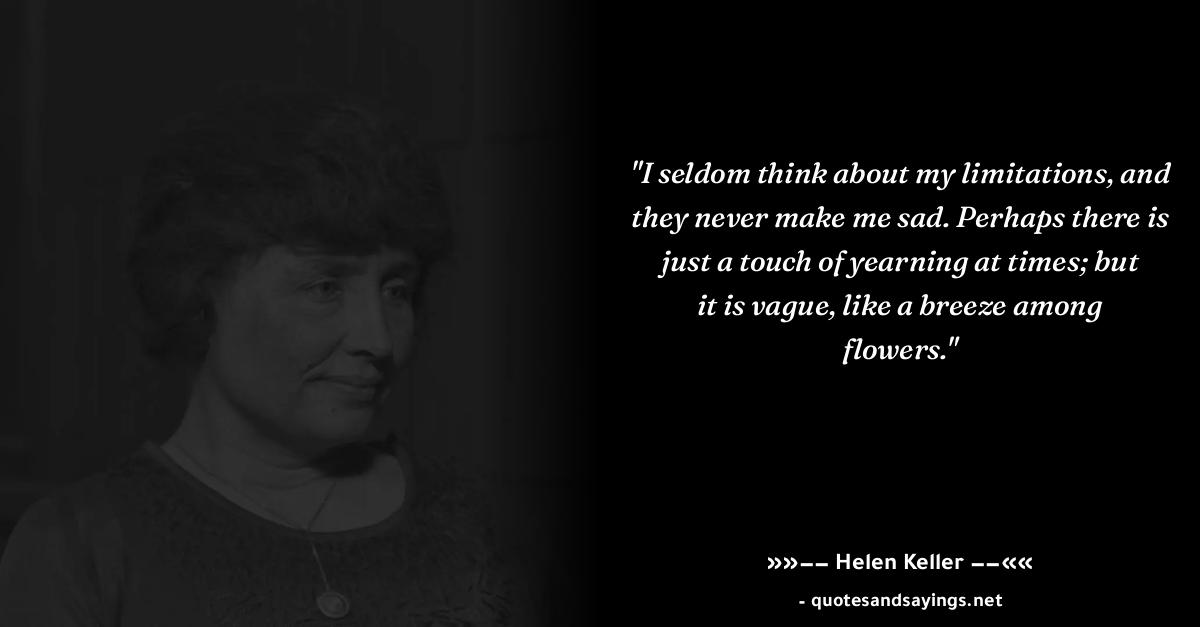 "I seldom think about my limitations, and
they never make me sad. Perhaps there is
just a touch of yearning at times; but
it is vague, like a breeze among
flowers."
»»–– Helen Keller ––««
- quotesandsayings.net